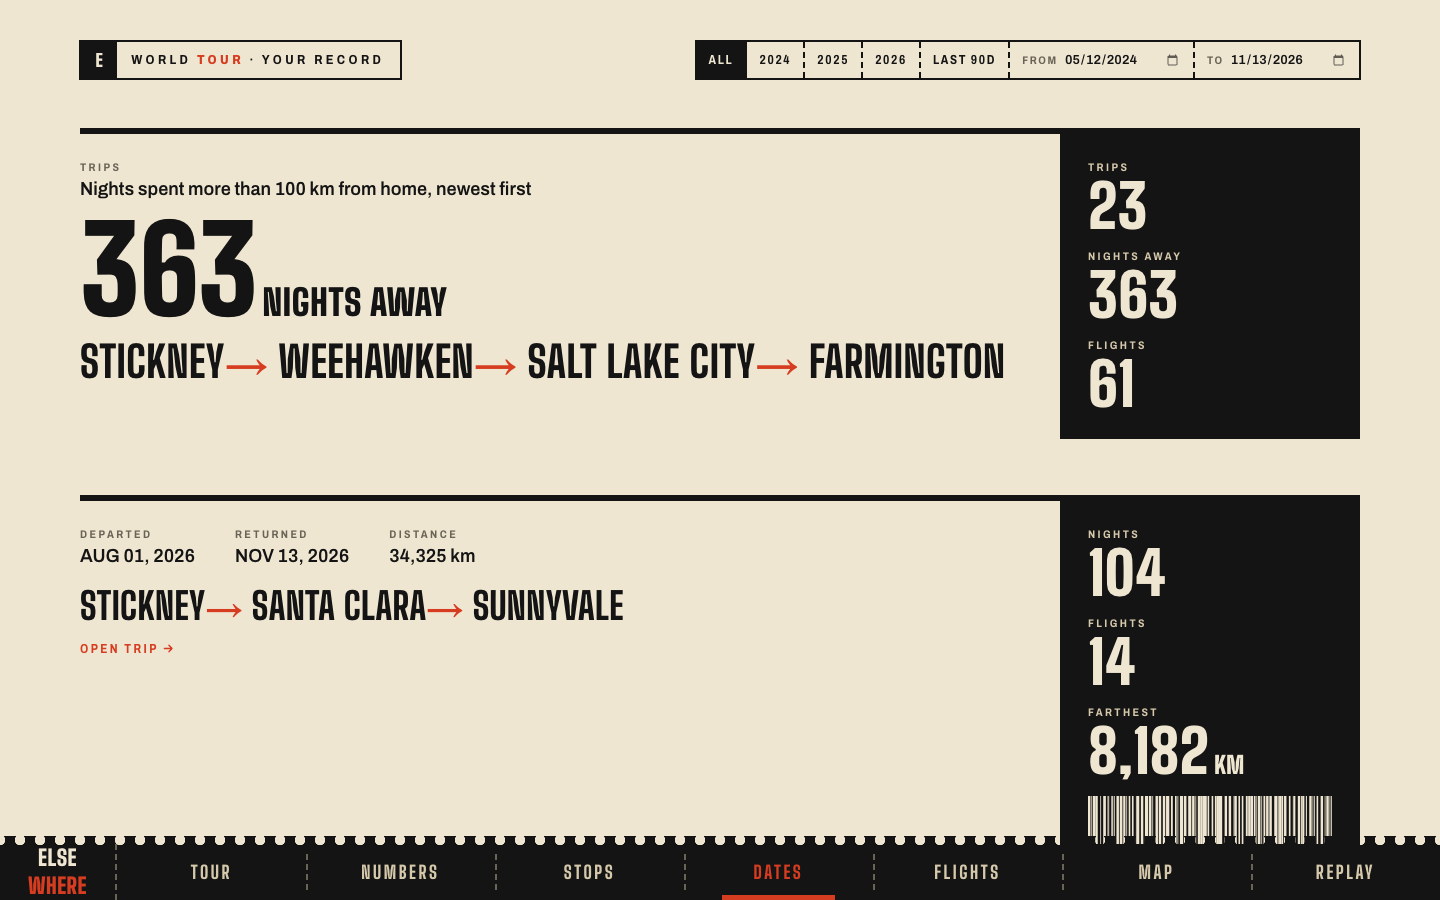 E WORLD TOUR · YOUR RECORD
ALL 2024 2025 2026 LAST 90D FROM 05/12/2024 TO 11/13/2026
TRIPS
Nights spent more than 100 km from home, newest first
363 NIGHTS AWAY
STICKNEY→ WEEHAWKEN→ SALT LAKE CITY→ FARMINGTON
TRIPS
23
NIGHTS AWAY
363
FLIGHTS
61
DEPARTED RETURNED DISTANCE
AUG 01, 2026 NOV 13, 2026 34,325 km
STICKNEY→ SANTA CLARA→ SUNNYVALE
OPEN TRIP →
NIGHTS
104
FLIGHTS
14
FARTHEST
8,182 KM
ELSE
WHERE
TOUR NUMBERS STOPS DATES FLIGHTS MAP REPLAY